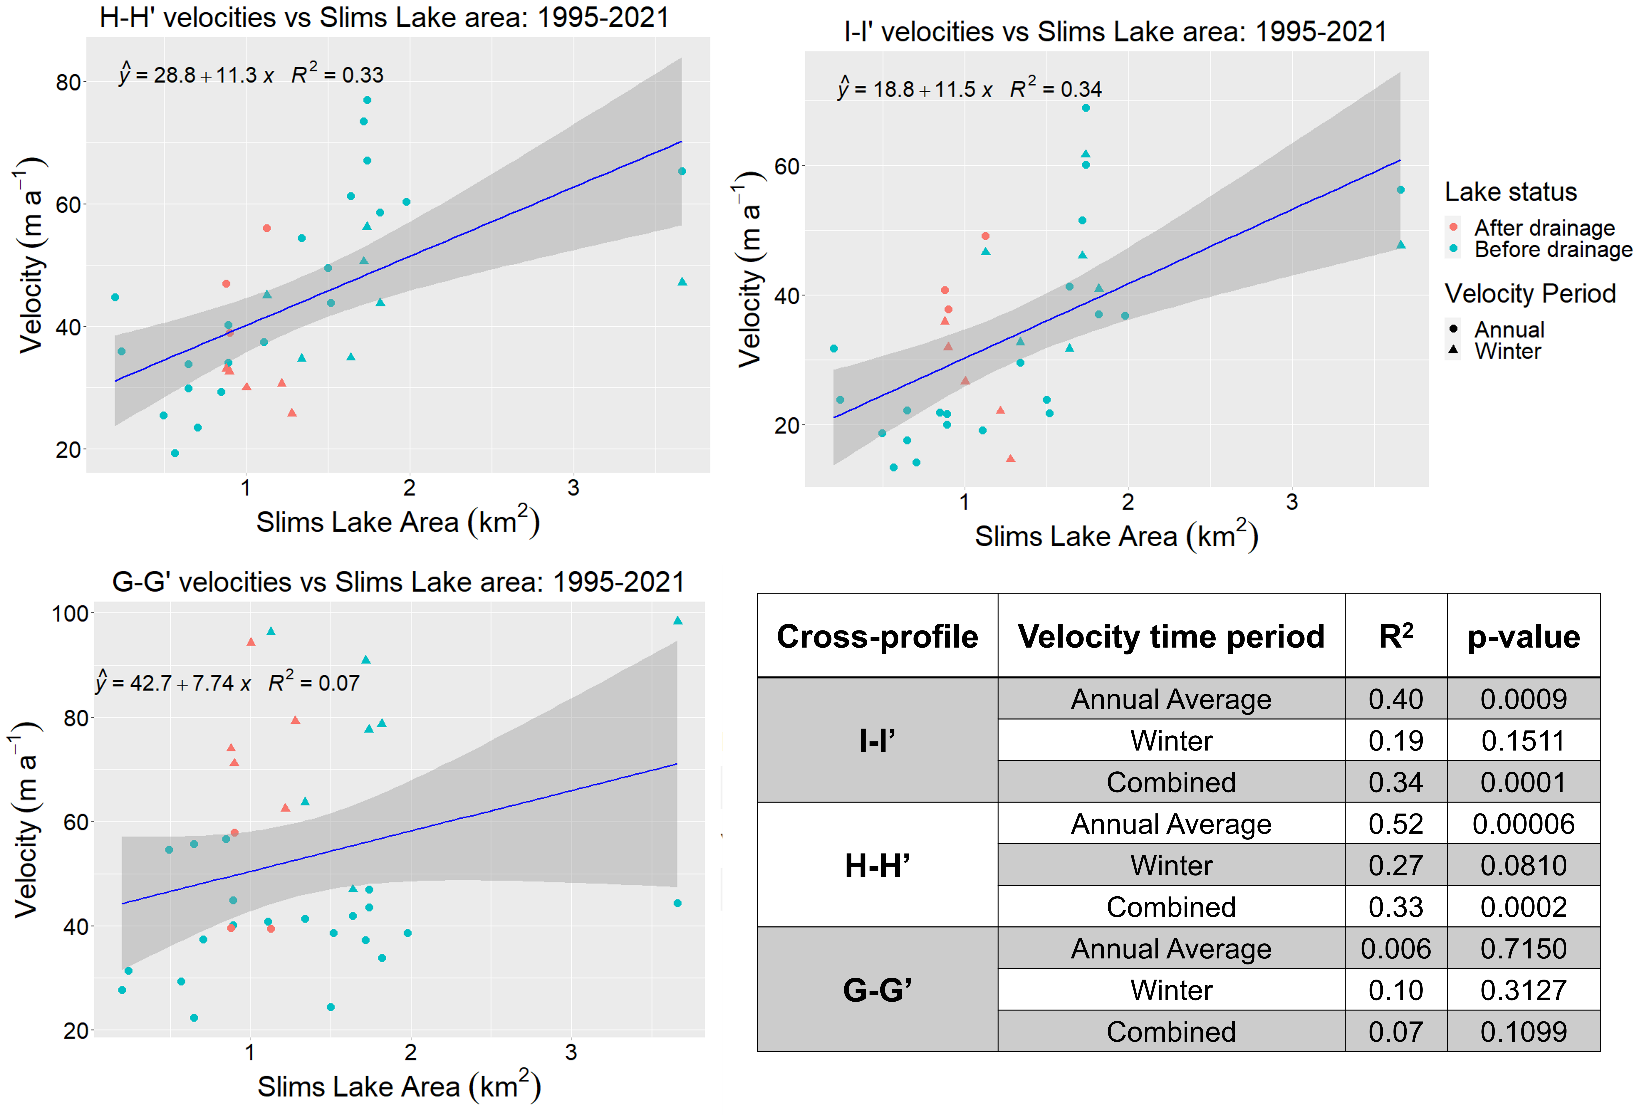 H-H' velocities vs Slims Lake area: 1995-2021
ŷ = 28.8 + 11.3 x R² = 0.33
80
60
40
20
Velocity (m a⁻¹)
1 2 3
Slims Lake Area (km²)
I-I' velocities vs Slims Lake area: 1995-2021
ŷ = 18.8 + 11.5 x R² = 0.34
60
40
20
Velocity (m a⁻¹)
1 2 3
Slims Lake Area (km²)
Lake status
After drainage
Before drainage
Velocity Period
Annual
Winter
G-G' velocities vs Slims Lake area: 1995-2021
ŷ = 42.7 + 7.74 x R² = 0.07
100
80
60
40
20
Velocity (m a⁻¹)
1 2 3
Slims Lake Area (km²)
Cross-profile Velocity time period R² p-value
I-I’
Annual Average 0.40 0.0009
Winter 0.19 0.1511
Combined 0.34 0.0001
H-H’
Annual Average 0.52 0.00006
Winter 0.27 0.0810
Combined 0.33 0.0002
G-G’
Annual Average 0.006 0.7150
Winter 0.10 0.3127
Combined 0.07 0.1099